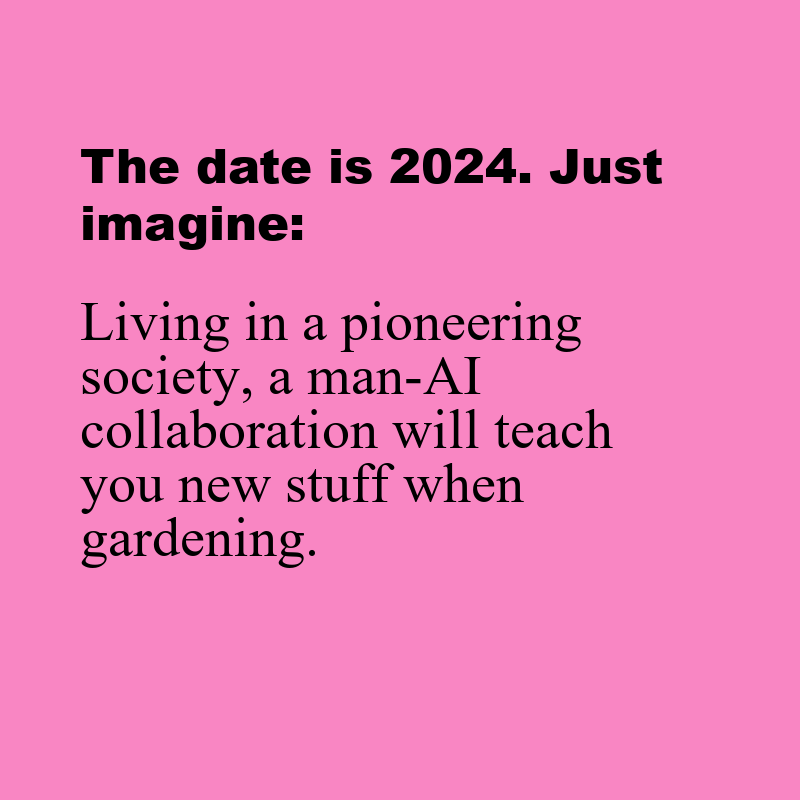 The date is 2024. Just
imagine:
Living in a pioneering
society, a man-AI
collaboration will teach
you new stuff when
gardening.